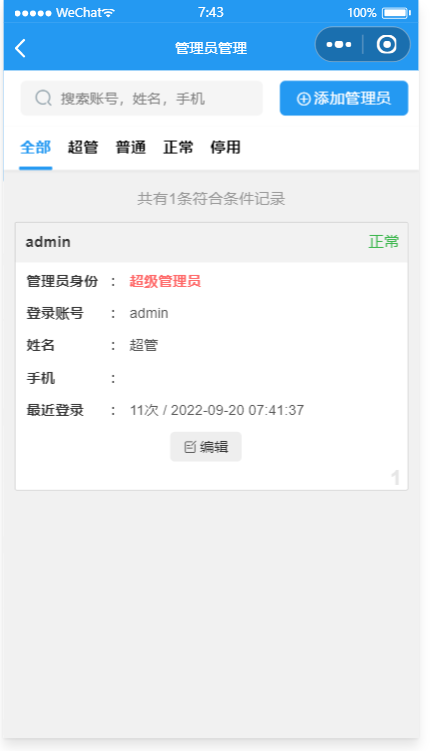 WeChat 7:43 100%
管理员管理
搜索账号，姓名，手机 添加管理员
全部 超管 普通 正常 停用
共有1条符合条件记录
admin 正常
管理员身份 : 超级管理员
登录账号 : admin
姓名 : 超管
手机 :
最近登录 : 11次 / 2022-09-20 07:41:37
编辑
1